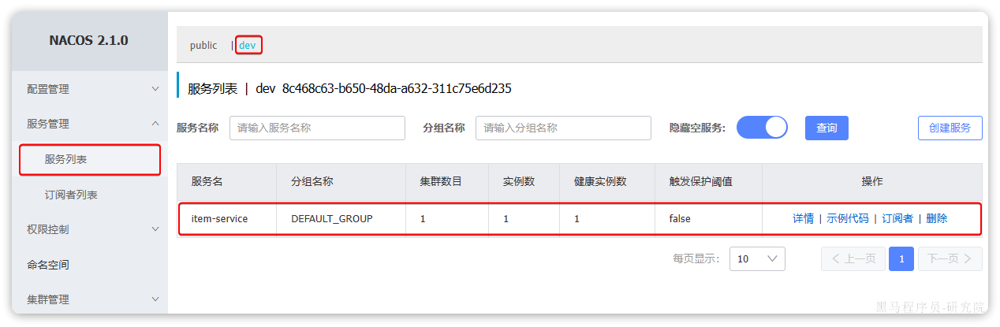 NACOS 2.1.0
配置管理
服务管理
服务列表
订阅者列表
权限控制
命名空间
集群管理
public | dev
服务列表 | dev 8c468c63-b650-48da-a632-311c75e6d235
服务名称 请输入服务名称 分组名称 请输入分组名称 隐藏空服务: 查询 创建服务
服务名 分组名称 集群数目 实例数 健康实例数 触发保护阈值 操作
item-service DEFAULT_GROUP 1 1 1 false 详情 | 示例代码 | 订阅者 | 删除
每页显示: 10 < 上一页 1 下一页 >
黑马程序员-研究院